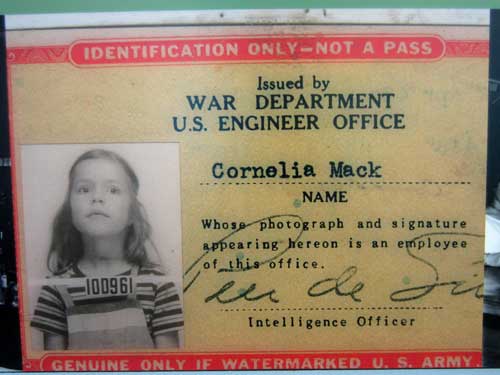 IDENTIFICATION ONLY—NOT A PASS
Issued by
WAR DEPARTMENT
U.S. ENGINEER OFFICE
Cornelia Mack
NAME
Whose photograph and signature
appearing hereon is an employee
of this office.
Intelligence Officer
100961
GENUINE ONLY IF WATERMARKED U. S. ARMY